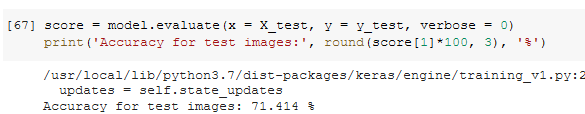 [67] score = model.evaluate(x = X_test, y = y_test, verbose = 0)
print('Accuracy for test images:', round(score[1]*100, 3), '%')
/usr/local/lib/python3.7/dist-packages/keras/engine/training_v1.py:2
updates = self.state_updates
Accuracy for test images: 71.414 %